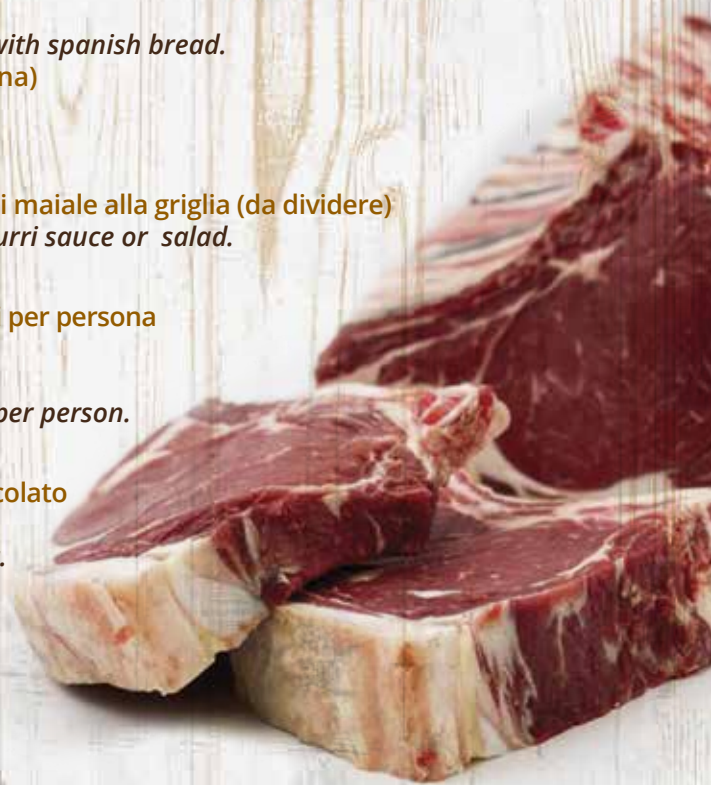 with spanish bread.
na)
i maiale alla griglia (da dividere)
urri sauce or salad.
per persona
per person.
colato
.